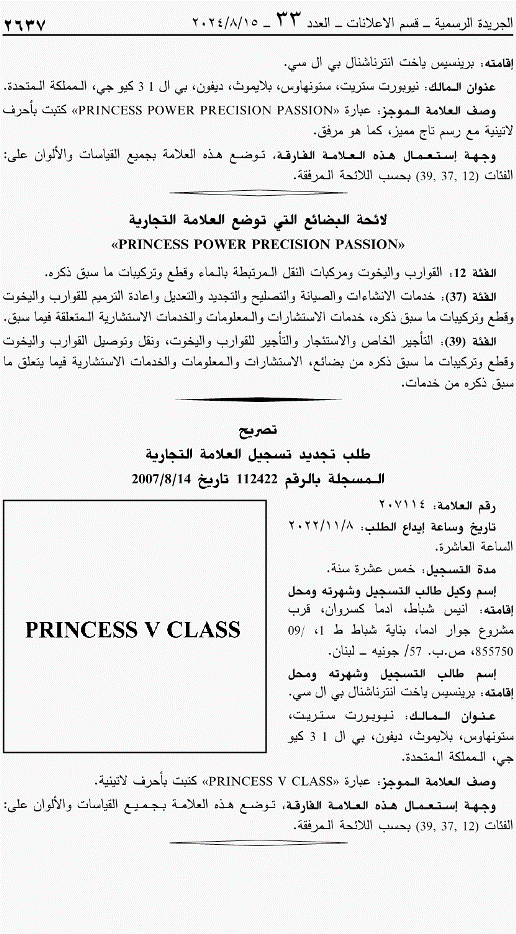 الجريدة الرسمية ــ قسم الاعلانات ــ العدد ٣٣ ــ ٢٠٢٤/٨/١٥
٢٦٣٧
إقامته: برينسيس ياخت انترناشنال بي ال سي.
عنوان المالك: نيوبورت ستريت، ستونهاوس، بلايموث، ديفون، بي ال 1 3 كيو جي، المملكة المتحدة.
وصف العلامة الموجز: عبارة «PRINCESS POWER PRECISION PASSION» كتبت بأحرف
لاتينية مع رسم تاج مميز، كما هو مرفق.
وجهة إستعمال هذه العلامة الفارقة، توضع هذه العلامة بجميع القياسات والألوان على:
الفئات (12, 37, 39) بحسب اللائحة المرفقة.
لائحة البضائع التي توضع العلامة التجارية
«PRINCESS POWER PRECISION PASSION»
الفئة 12: القوارب واليخوت ومركبات النقل المرتبطة بالماء وقطع وتركيبات ما سبق ذكره.
الفئة (37): خدمات الانشاءات والصيانة والتصليح والتجديد والتعديل واعادة الترميم للقوارب واليخوت
وقطع وتركيبات ما سبق ذكره، خدمات الاستشارات والمعلومات والخدمات الاستشارية المتعلقة فيما سبق.
الفئة (39): التأجير الخاص والاستئجار والتأجير للقوارب واليخوت، ونقل وتوصيل القوارب واليخوت
وقطع وتركيبات ما سبق ذكره من بضائع، الاستشارات والمعلومات والخدمات الاستشارية فيما يتعلق ما
سبق ذكره من خدمات.
تصريح
طلب تجديد تسجيل العلامة التجارية
المسجلة بالرقم 112422 تاريخ 2007/8/14
رقم العلامة: ٢٠٧١١٤
تاريخ وساعة إيداع الطلب: ٢٠٢٢/١١/٨
الساعة العاشرة.
مدة التسجيل: خمس عشرة سنة.
إسم وكيل طالب التسجيل وشهرته ومحل
إقامته: انيس شباط، ادما كسروان، قرب
مشروع جوار ادما، بناية شباط ط 1، 09/
855750، ص.ب. 57/ جونيه ــ لبنان.
إسم طالب التسجيل وشهرته ومحل
إقامته: برينسيس ياخت انترناشنال بي ال سي.
عنوان المالك: نيوبورت ستريت،
ستونهاوس، بلايموث، ديفون، بي ال 1 3 كيو
جي، المملكة المتحدة.
PRINCESS V CLASS
وصف العلامة الموجز: عبارة «PRINCESS V CLASS» كتبت بأحرف لاتينية.
وجهة إستعمال هذه العلامة الفارقة، توضع هذه العلامة بجميع القياسات والألوان على:
الفئات (12, 37, 39) بحسب اللائحة المرفقة.